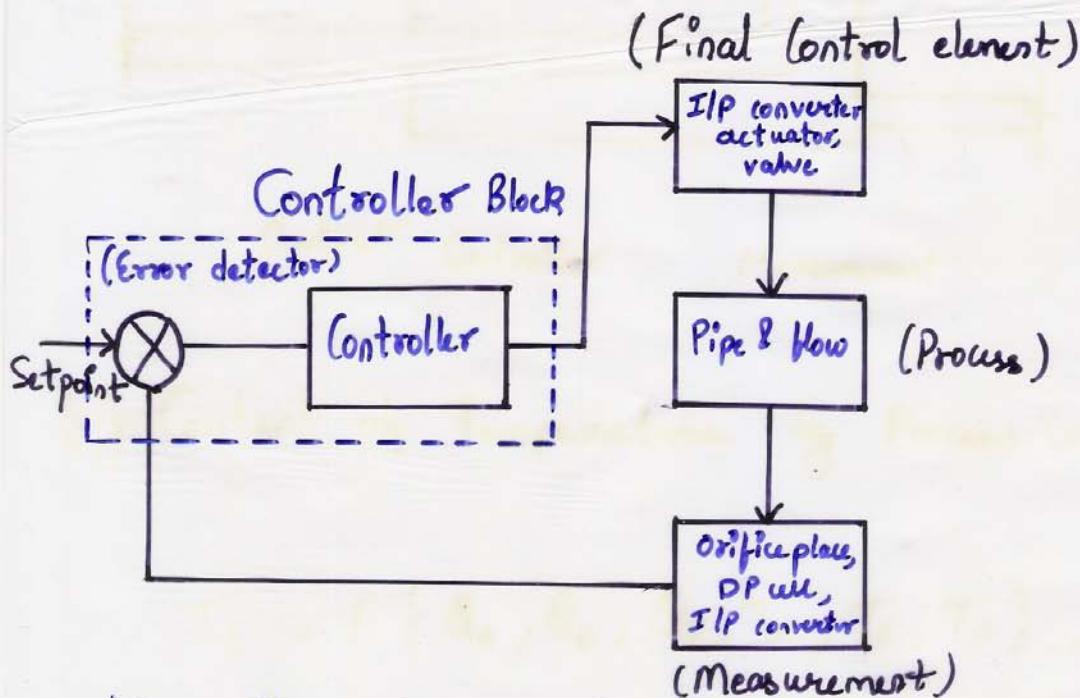 (Final Control element)
I/P converter
actuator,
valve
Controller Block
(Error detector)
Controller
Setpoint
Pipe & flow
(Process)
Orifice place,
DP cell,
I/P converter
(Measurement)